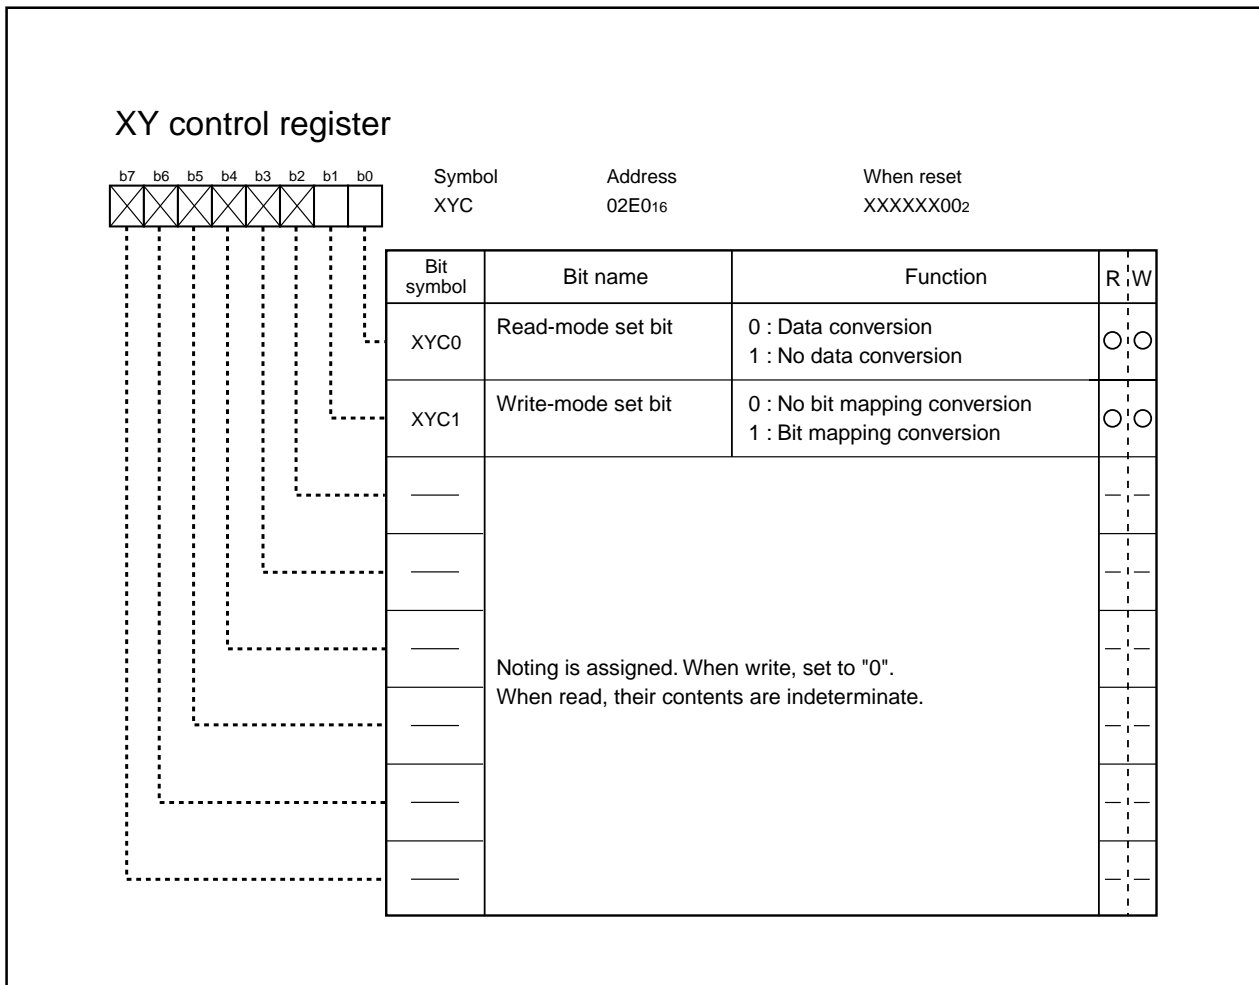 XY control register
b7 b6 b5 b4 b3 b2 b1 b0
Symbol Address When reset
XYC 02E016 XXXXXX002
Bit symbol Bit name Function R W
XYC0 Read-mode set bit 0 : Data conversion
1 : No data conversion
XYC1 Write-mode set bit 0 : No bit mapping conversion
1 : Bit mapping conversion
Noting is assigned. When write, set to "0".
When read, their contents are indeterminate.